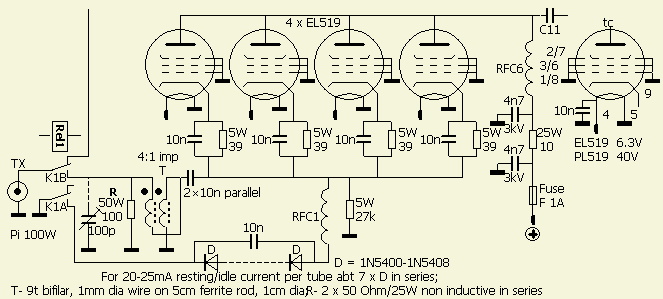 4 x EL519
C11
tc
RFC6
2/7
3/6
1/8
9
4n7
3kV
10n
4
5
Rel1
10n
5W
39
10n
5W
39
10n
5W
39
10n
5W
39
25W
10
EL519 6.3V
PL519 40V
4n7
3kV
TX
4:1 imp
T
K1B
2x10n parallel
Fuse
F 1A
R
50W
100
K1A
100p
RFC1
5W
27k
Pi 100W
10n
D
D
D = 1N5400-1N5408
For 20-25mA resting/idle current per tube abt 7 x D in series;
T- 9t bifilar, 1mm dia wire on 5cm ferrite rod, 1cm dia;R- 2 x 50 Ohm/25W non inductive in series